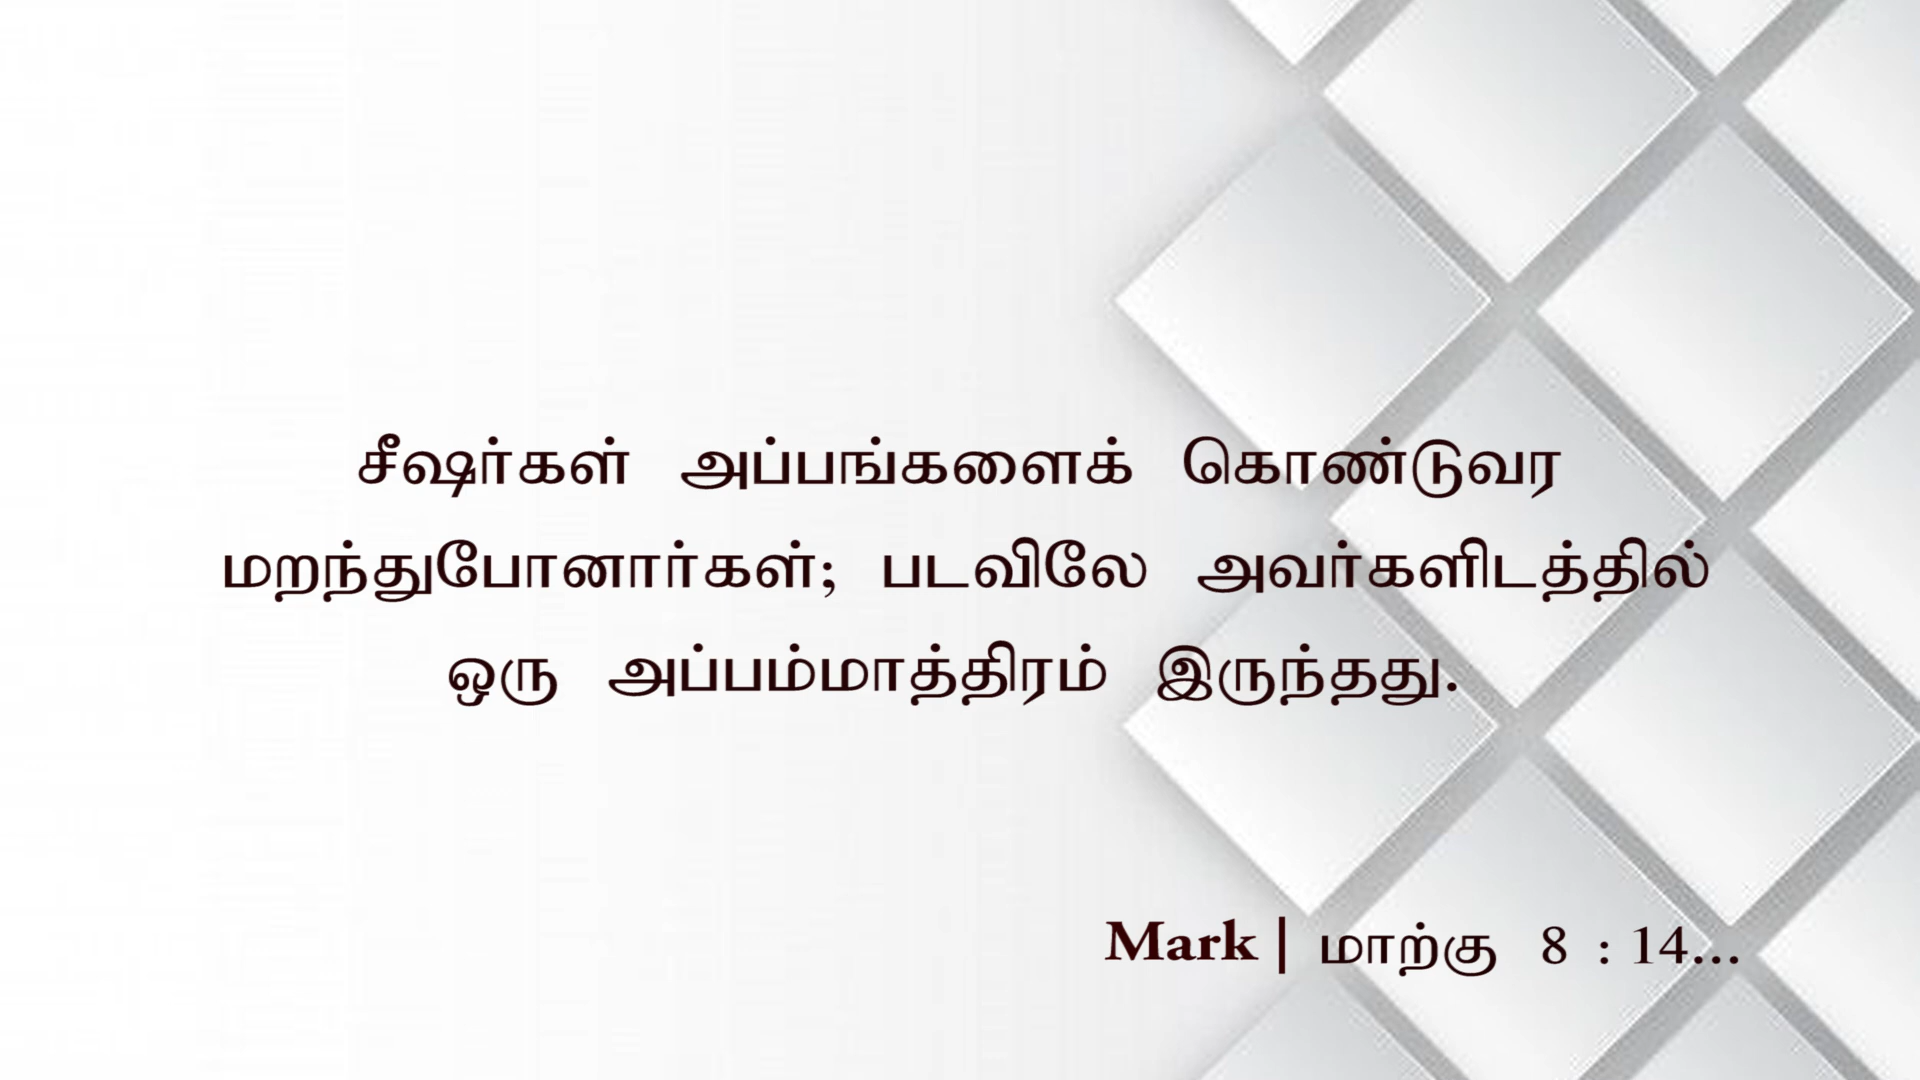 சீஷர்கள் அப்பங்களைக் கொண்டுவர
மறந்துபோனார்கள்; படவிலே அவர்களிடத்தில்
ஒரு அப்பம்மாத்திரம் இருந்தது.
Mark | மாற்கு 8 : 14...